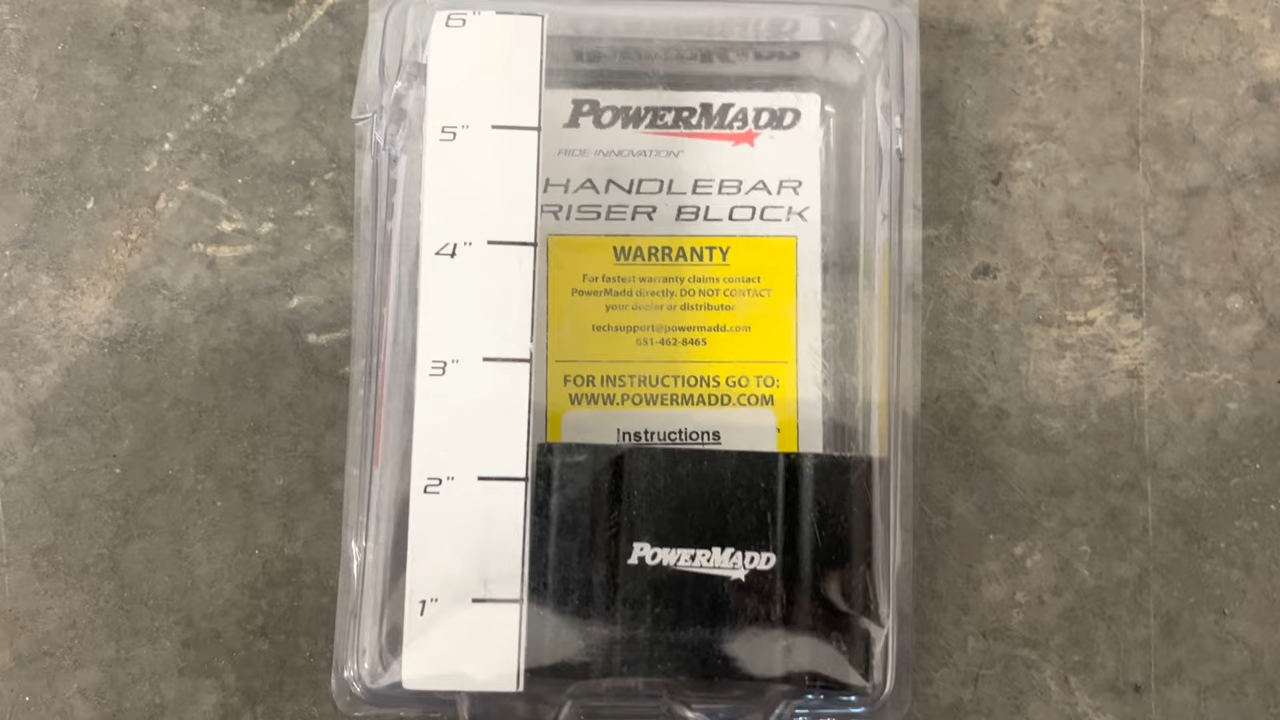 6"
5"
4"
3"
2"
1"
POWERMADD
RIDE INNOVATION
HANDLEBAR
RISER BLOCK
WARRANTY
For fastest warranty claims contact
PowerMadd directly. DO NOT CONTACT
your dealer or distributor.
techsupport@powermadd.com
651-462-8465
FOR INSTRUCTIONS GO TO:
WWW.POWERMADD.COM
Instructions
POWERMADD